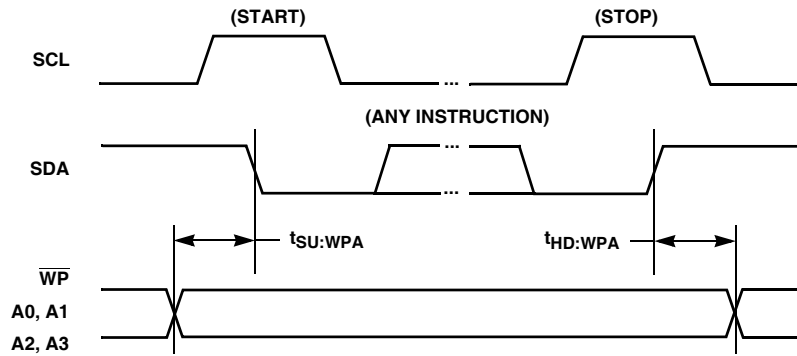 (START)
(STOP)
SCL
...
(ANY INSTRUCTION)
...
SDA
...
tSU:WPA
tHD:WPA
WP
A0, A1
A2, A3